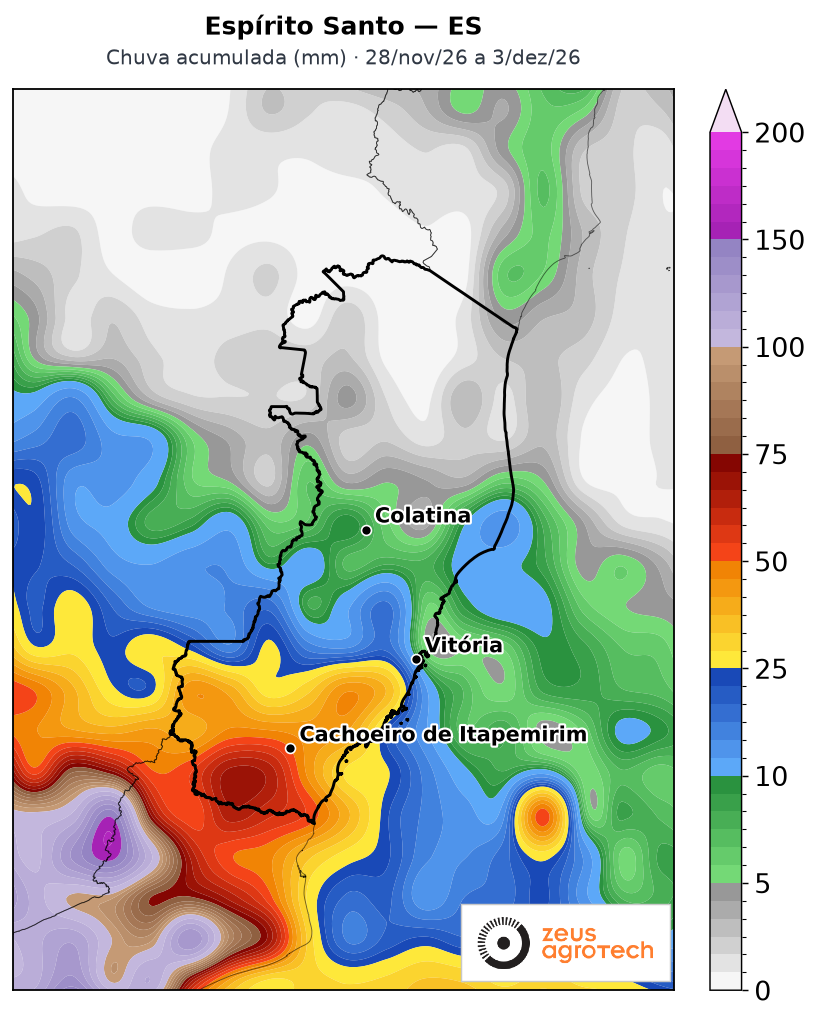 Espírito Santo — ES
Chuva acumulada (mm) · 28/nov/26 a 3/dez/26
200
150
100
75
50
25
10
5
0
Colatina
Vitória
Cachoeiro de Itapemirim
zeus
agrotech